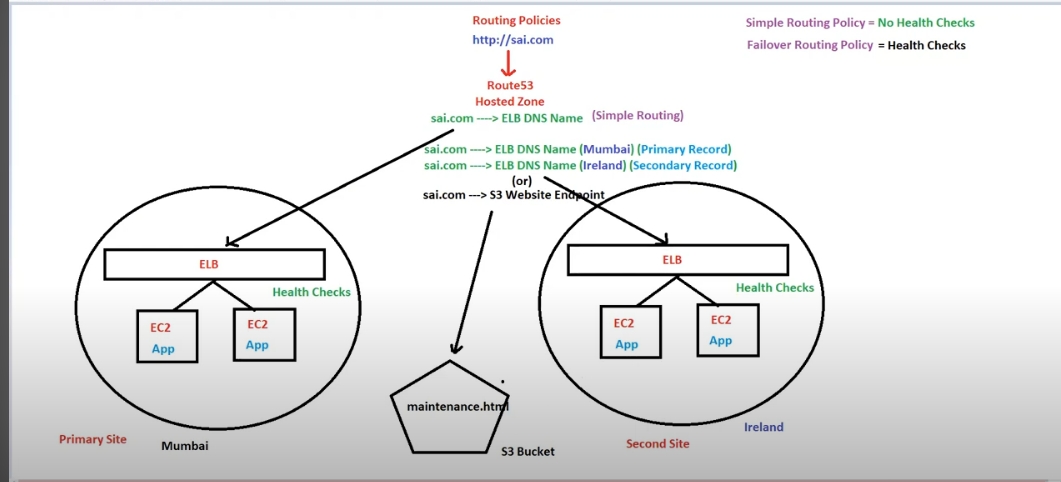 Routing Policies
http://sai.com
Simple Routing Policy = No Health Checks
Failover Routing Policy = Health Checks
Route53
Hosted Zone
sai.com ----> ELB DNS Name (Simple Routing)
sai.com ----> ELB DNS Name (Mumbai) (Primary Record)
sai.com ----> ELB DNS Name (Ireland) (Secondary Record)
(or)
sai.com ---> S3 Website Endpoint
ELB
Health Checks
EC2
App
EC2
App
Primary Site
Mumbai
maintenance.html
S3 Bucket
ELB
Health Checks
EC2
App
EC2
App
Second Site
Ireland